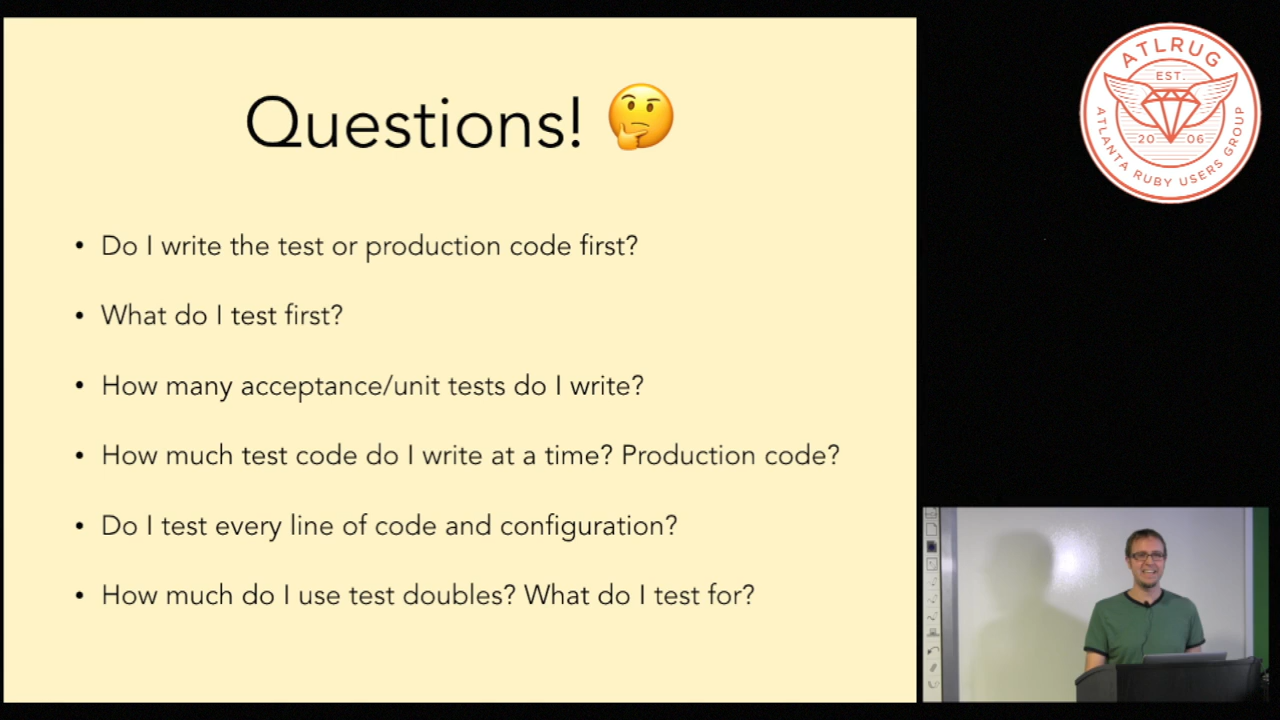 Questions! 🤔
• Do I write the test or production code first?
• What do I test first?
• How many acceptance/unit tests do I write?
• How much test code do I write at a time? Production code?
• Do I test every line of code and configuration?
• How much do I use test doubles? What do I test for?
ATLRUG
EST.
20 06
ATLANTA RUBY USERS GROUP